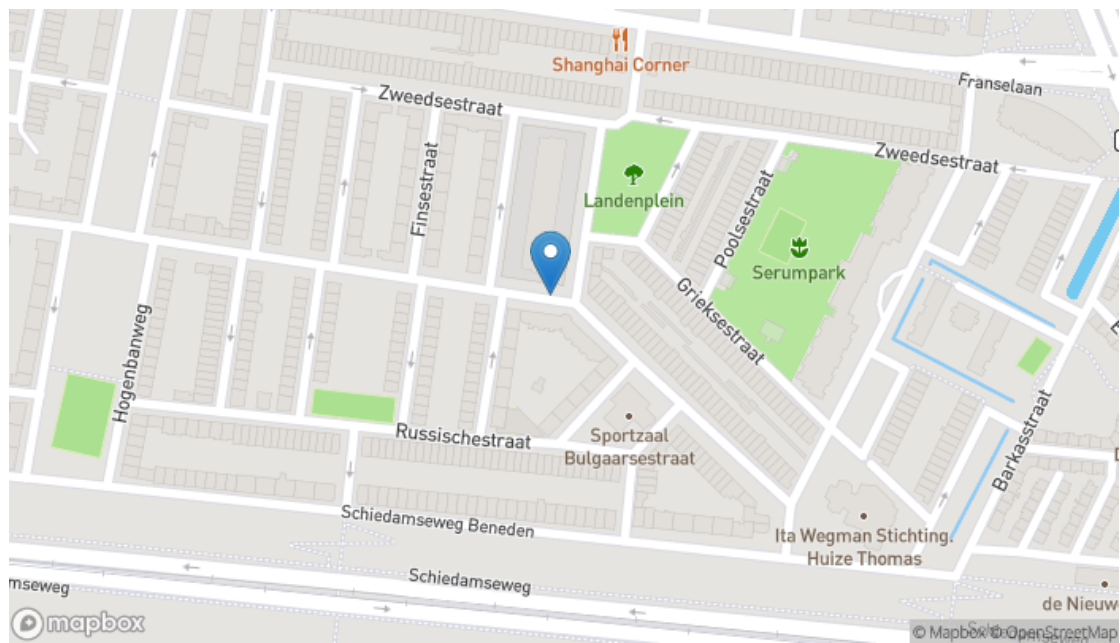 Shanghai Corner
Franselaan
Zweedsestraat
Zweedsestraat
Finsestraat
Landenplein
Poolsestraat
Serumpark
Grieksestraat
Hogenbanweg
Russischestraat
Sportzaal
Bulgaarsestraat
Barkasstraat
Schiedamseweg Beneden
Ita Wegman Stichting.
Huize Thomas
Schiedamseweg
mseweg
de Nieuw
mapbox
© Mapbox © OpenStreetMap